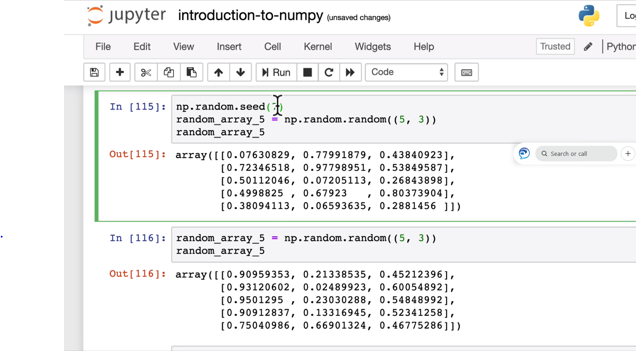 jupyter introduction-to-numpy (unsaved changes)
File Edit View Insert Cell Kernel Widgets Help Trusted Python
Run Code
In [115]: np.random.seed(7)
random_array_5 = np.random.random((5, 3))
random_array_5
Out[115]: array([[0.07630829, 0.77991879, 0.43840923],
[0.72346518, 0.97798951, 0.53849587],
[0.50112046, 0.07205113, 0.26843898],
[0.4998825 , 0.67923   , 0.80373904],
[0.38094113, 0.06593635, 0.2881456 ]])
Search or call
In [116]: random_array_5 = np.random.random((5, 3))
random_array_5
Out[116]: array([[0.90959353, 0.21338535, 0.45212396],
[0.93120602, 0.02489923, 0.60054892],
[0.9501295 , 0.23030288, 0.54848992],
[0.90912837, 0.13316945, 0.52341258],
[0.75040986, 0.66901324, 0.46775286]])